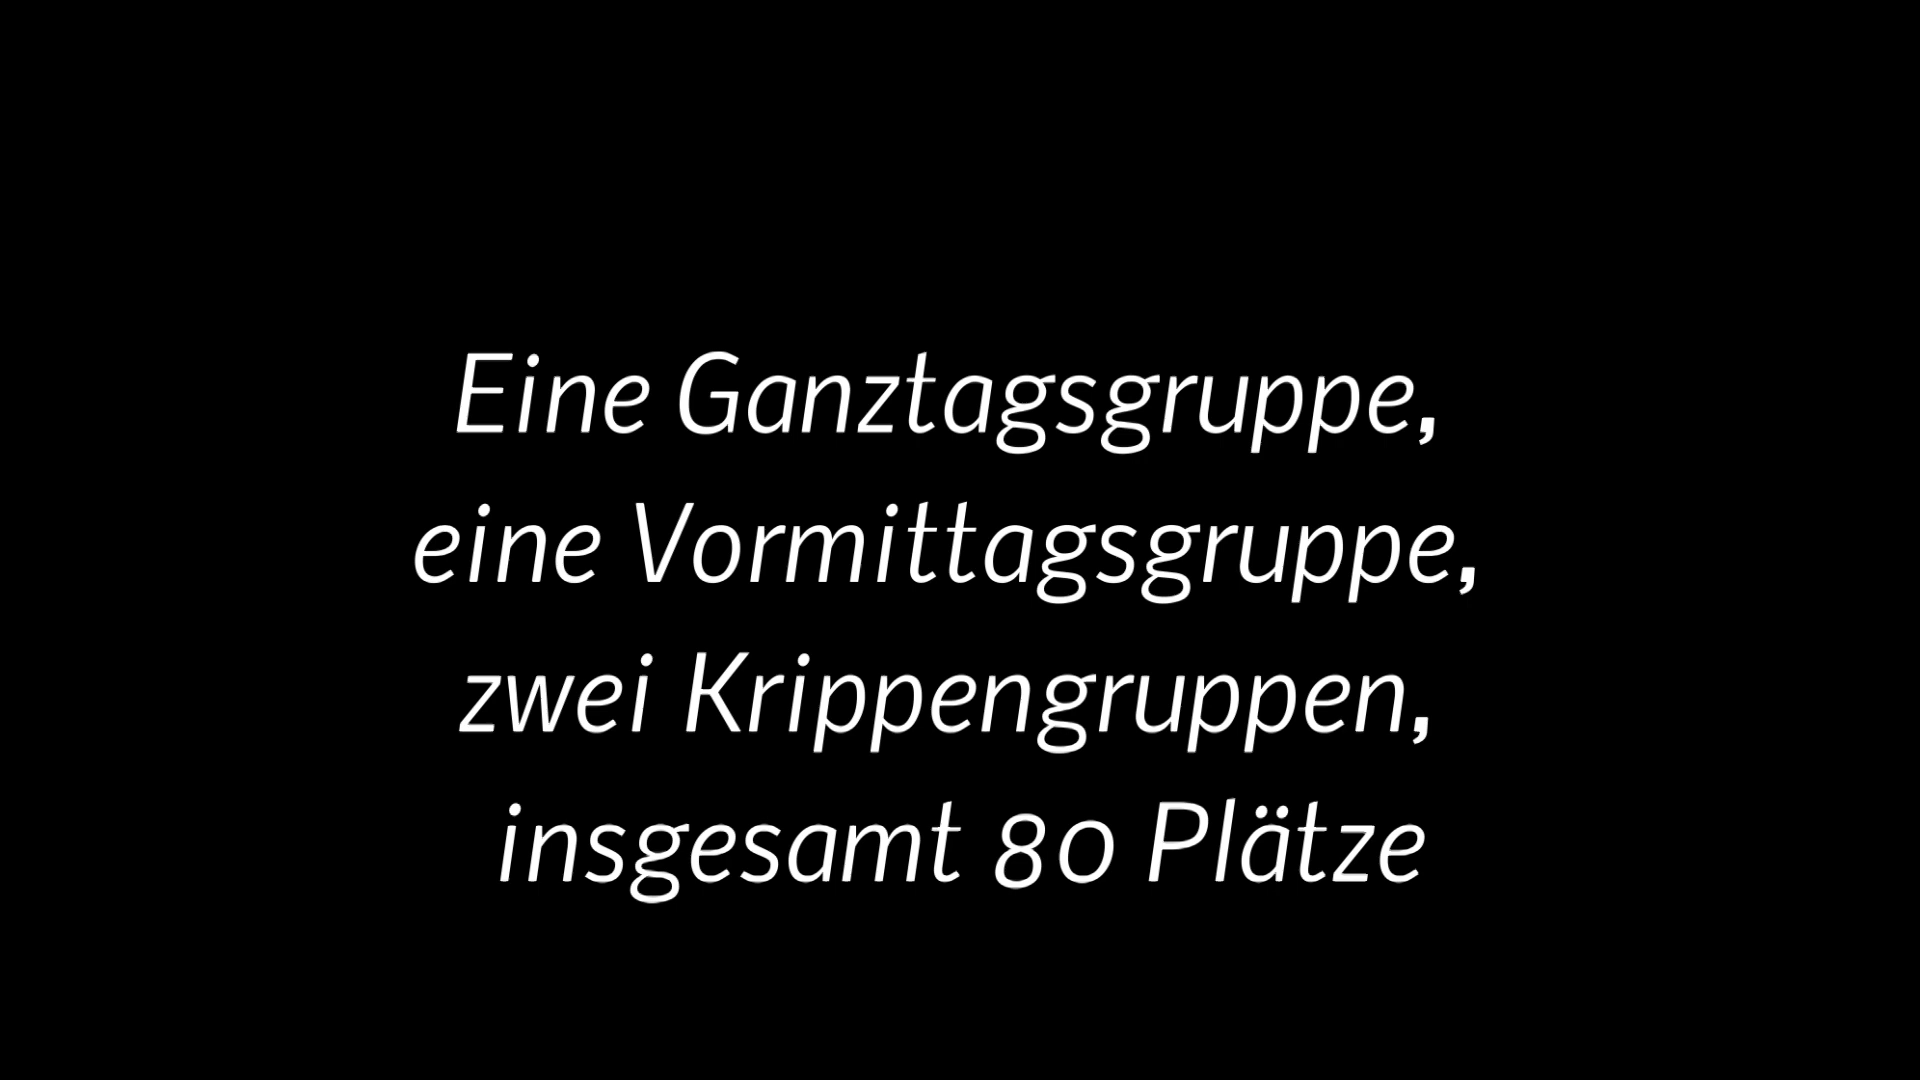 Eine Ganztagsgruppe,
eine Vormittagsgruppe,
zwei Krippengruppen,
insgesamt 80 Plätze